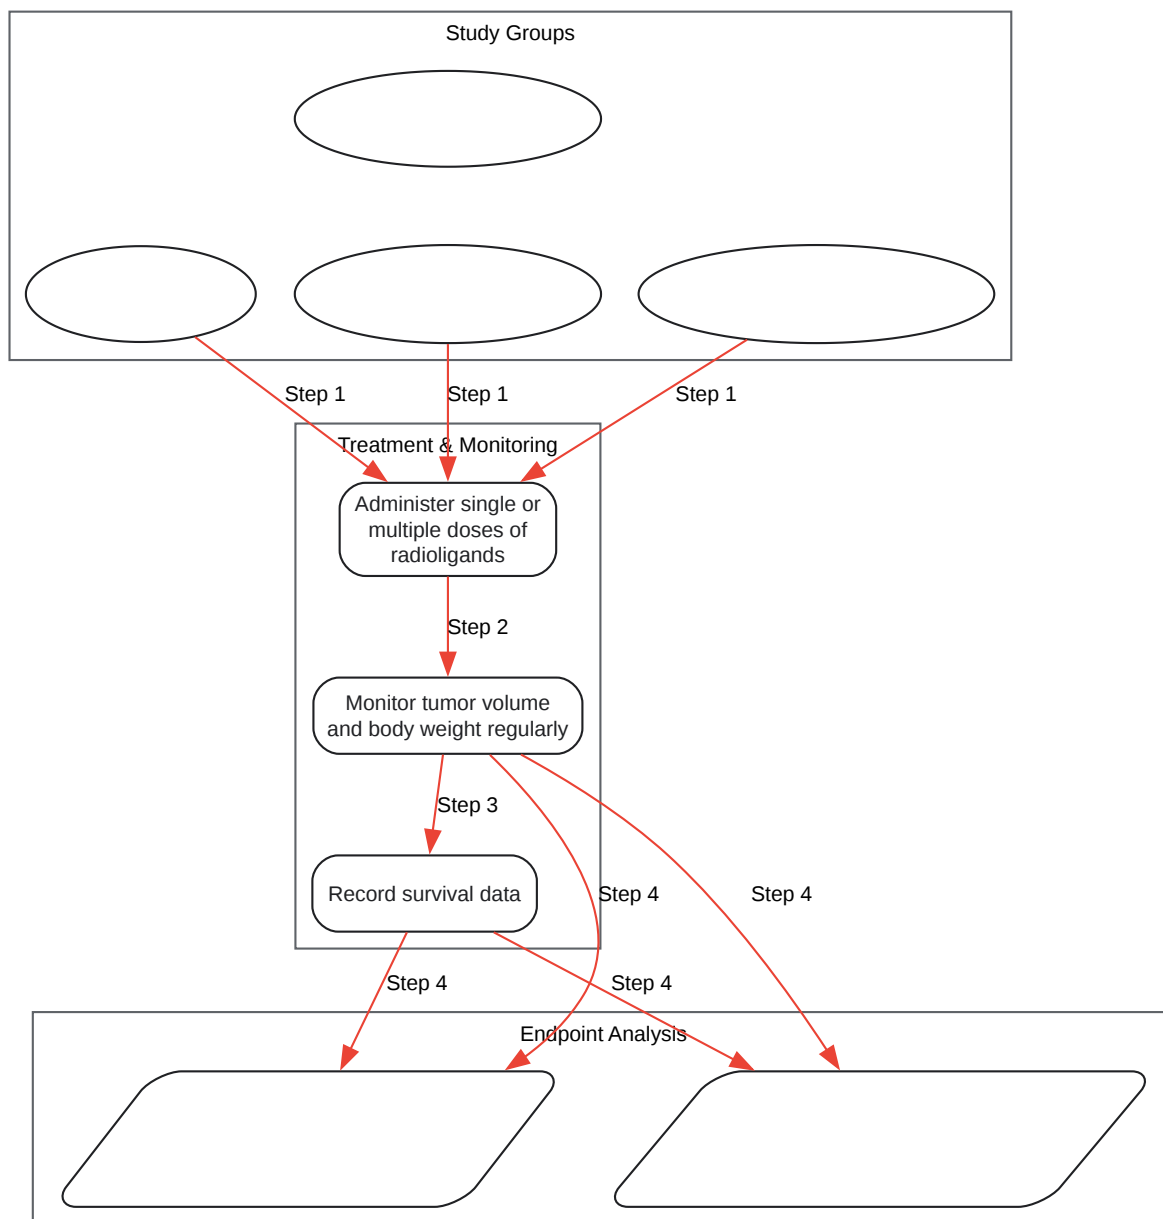 Study Groups
Step 1
Step 1
Step 1
Treatment & Monitoring
Administer single or
multiple doses of
radioligands
Step 2
Monitor tumor volume
and body weight regularly
Step 3
Record survival data
Step 4
Step 4
Step 4
Step 4
Endpoint Analysis